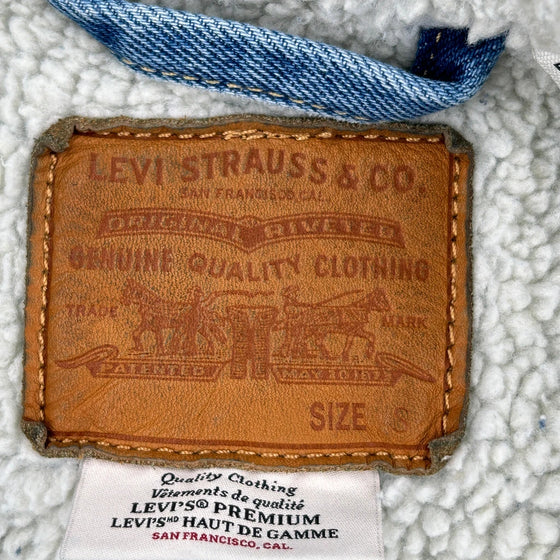 LEVI STRAUSS & CO.
SAN FRANCISCO, CAL.
ORIGINAL RIVETED
GENUINE QUALITY CLOTHING
TRADE MARK
PATENTED MAY 20 1873
SIZE
Quality Clothing
Vêtements de qualité
LEVI'S® PREMIUM
LEVI'S HD HAUT DE GAMME
SAN FRANCISCO, CAL.